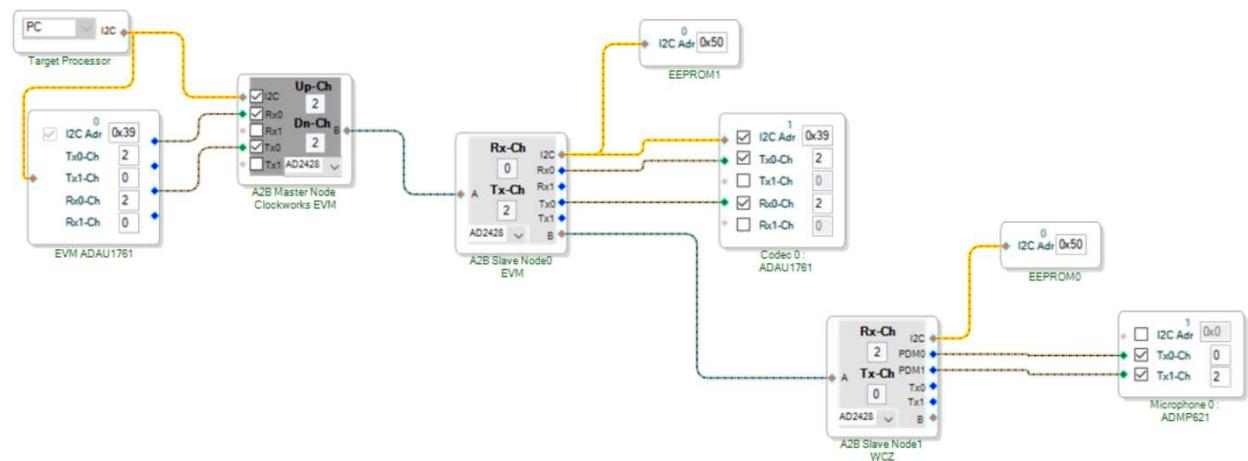 PC
I2C
Target Processor
0
I2C Adr 0x39
Tx0-Ch 2
Tx1-Ch 0
Rx0-Ch 2
Rx1-Ch 0
EVM ADAU1761
Up-Ch
I2C 2
Rx0
Dn-Ch
Rx1 2 B
Tx0
Tx1 AD2428
A2B Master Node
Clockworks EVM
0
I2C Adr 0x50
EEPROM1
Rx-Ch
I2C
0 Rx0
Rx1
A Tx-Ch
2 Tx0
Tx1
AD2428 B
A2B Slave Node0
EVM
1
I2C Adr 0x39
Tx0-Ch 2
Tx1-Ch 0
Rx0-Ch 2
Rx1-Ch 0
Codec 0 :
ADAU1761
0
I2C Adr 0x50
EEPROM0
Rx-Ch I2C
2 PDM0
A Tx-Ch PDM1
0 Tx0
Tx1
AD2428 B
A2B Slave Node1
WCZ
1
I2C Adr 0x0
Tx0-Ch 0
Tx1-Ch 2
Microphone 0 :
ADMP621